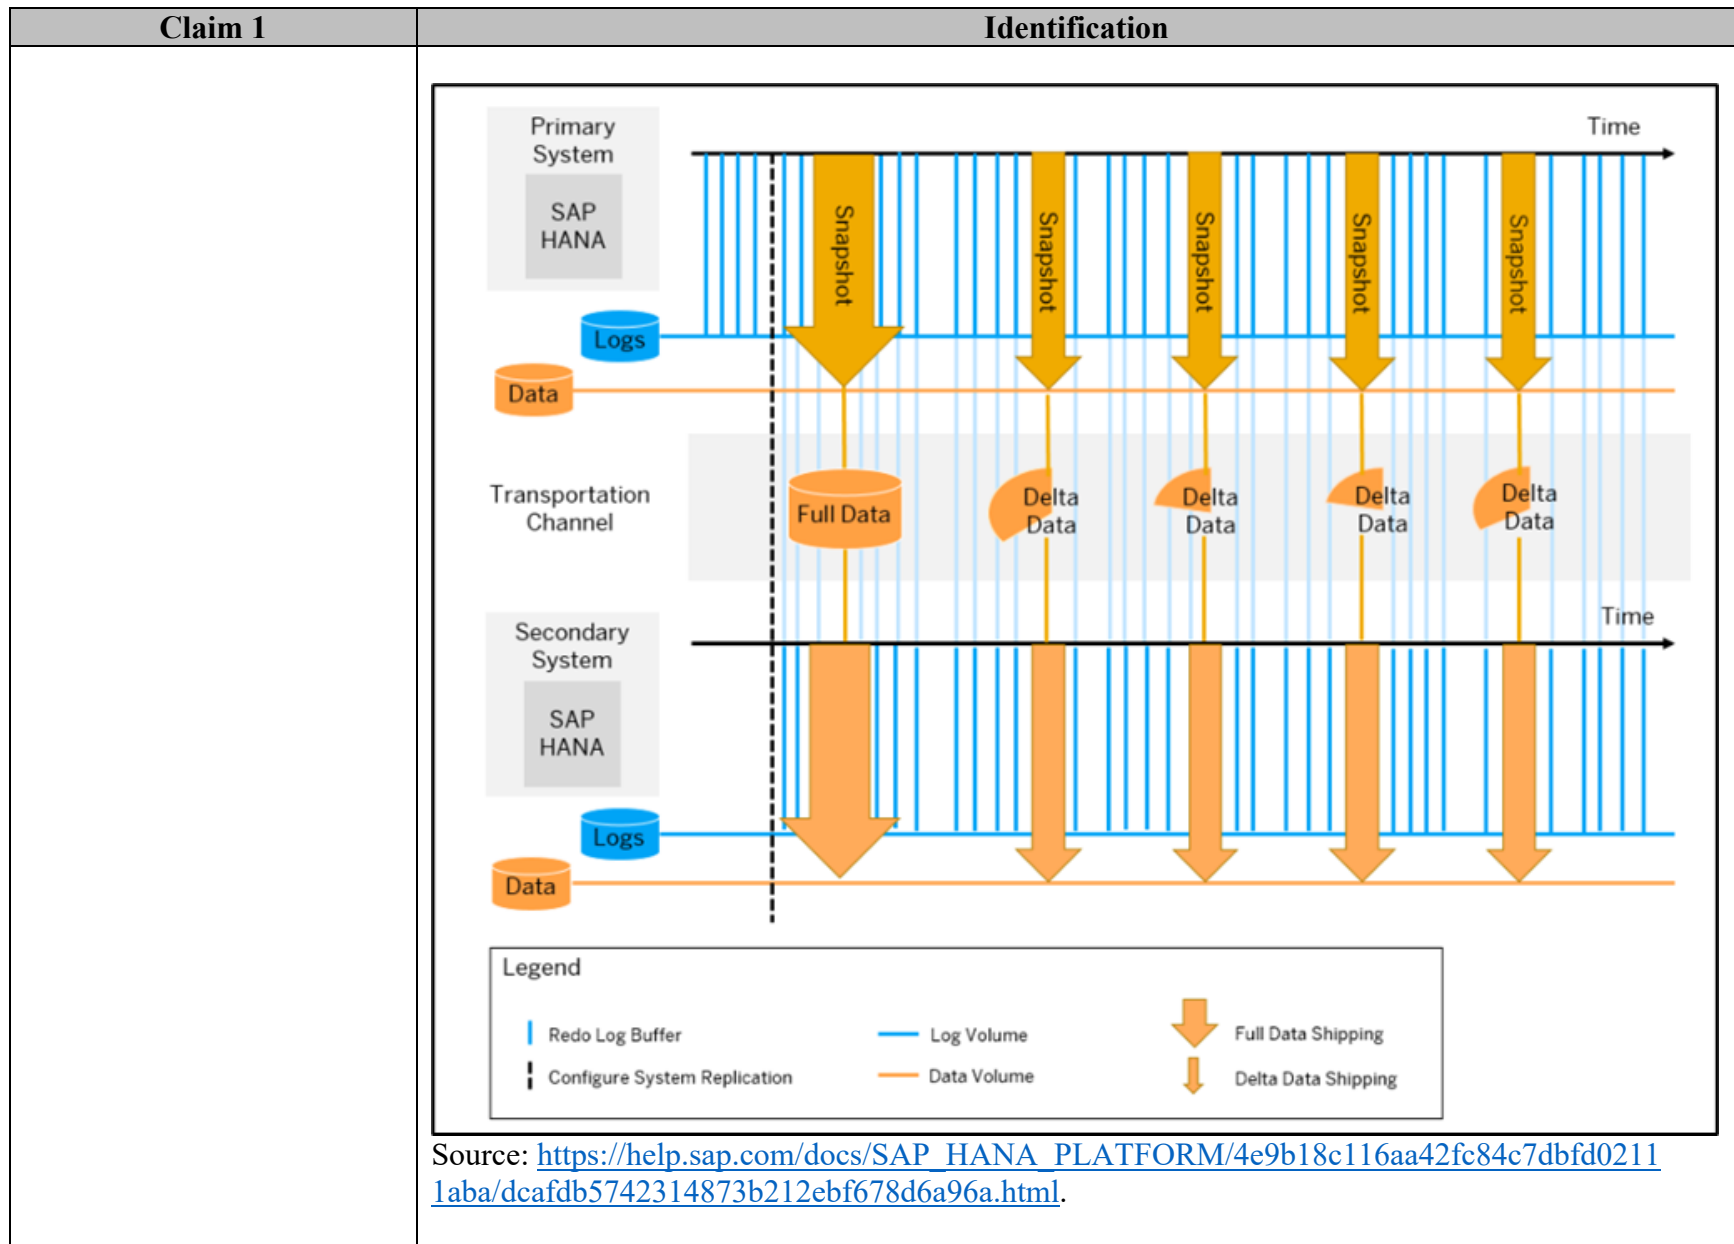 Claim 1
Identification
Primary
System
SAP
HANA
Time
Snapshot
Snapshot
Snapshot
Snapshot
Snapshot
Logs
Data
Transportation
Channel
Full Data
Delta
Data
Delta
Data
Delta
Data
Delta
Data
Time
Secondary
System
SAP
HANA
Logs
Data
Legend
Redo Log Buffer
Log Volume
Full Data Shipping
Configure System Replication
Data Volume
Delta Data Shipping
Source: https://help.sap.com/docs/SAP_HANA_PLATFORM/4e9b18c116aa42fc84c7dbfd0211
1aba/dcafdb5742314873b212ebf678d6a96a.html.